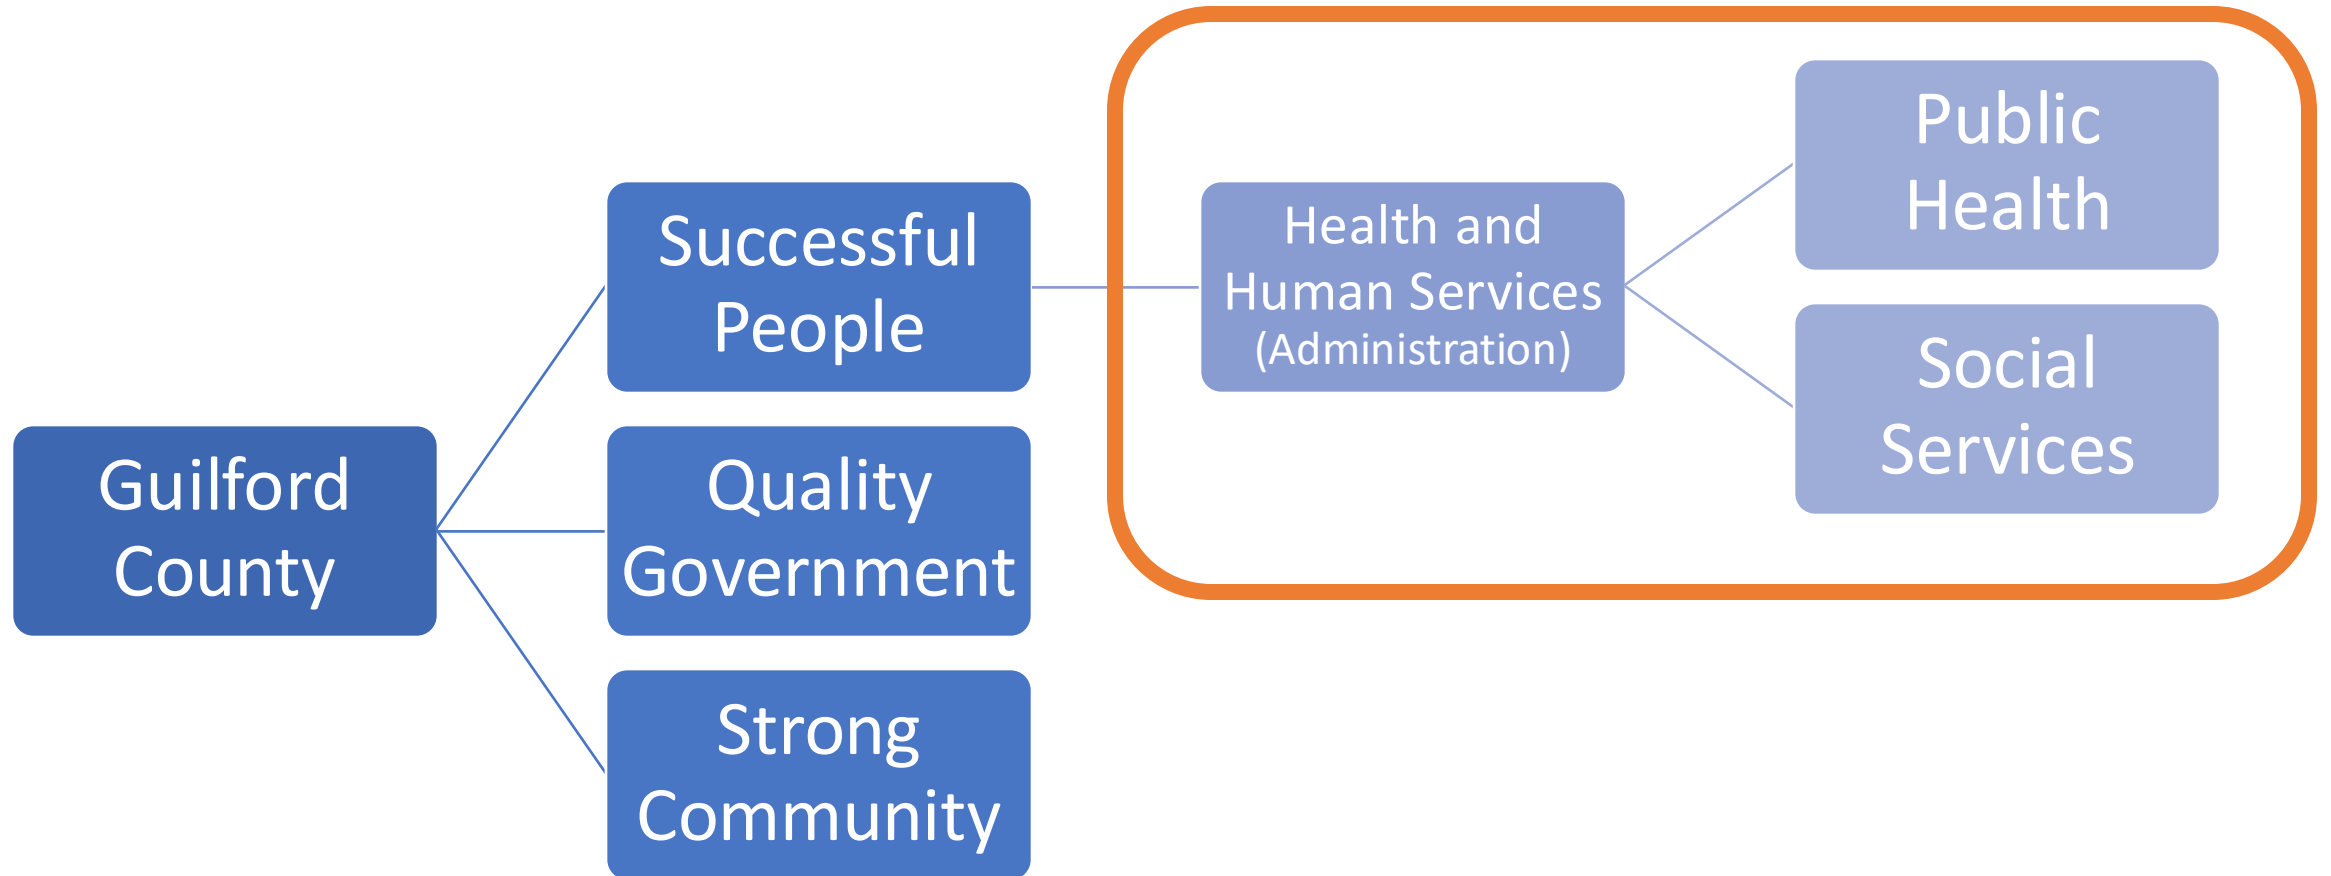 Guilford
County
Successful
People
Quality
Government
Strong
Community
Health and
Human Services
(Administration)
Public
Health
Social
Services